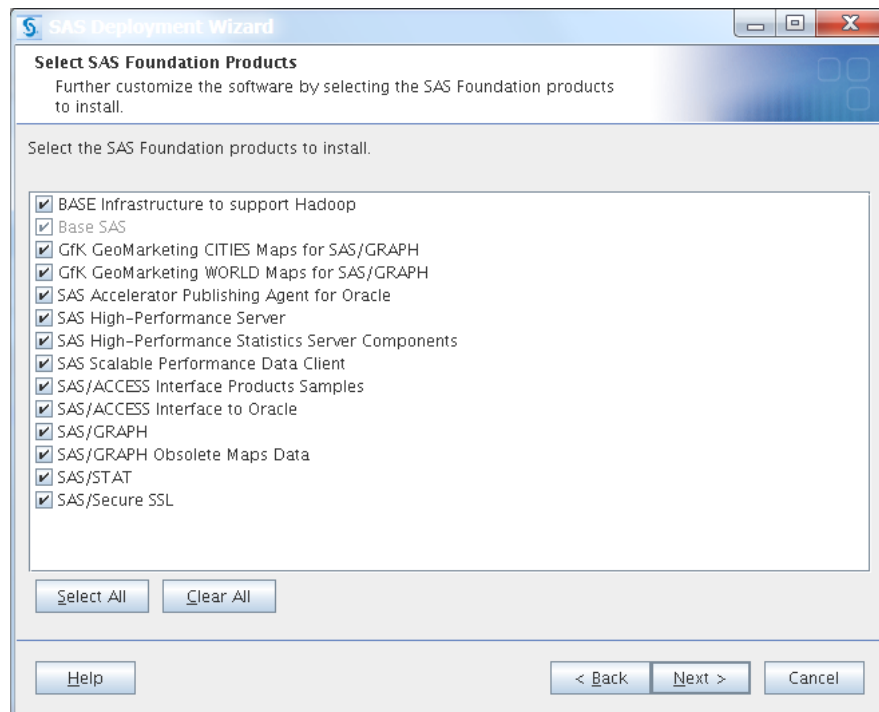 SAS Deployment Wizard
Select SAS Foundation Products
Further customize the software by selecting the SAS Foundation products
to install.
Select the SAS Foundation products to install.
BASE Infrastructure to support Hadoop
Base SAS
GfK GeoMarketing CITIES Maps for SAS/GRAPH
GfK GeoMarketing WORLD Maps for SAS/GRAPH
SAS Accelerator Publishing Agent for Oracle
SAS High-Performance Server
SAS High-Performance Statistics Server Components
SAS Scalable Performance Data Client
SAS/ACCESS Interface Products Samples
SAS/ACCESS Interface to Oracle
SAS/GRAPH
SAS/GRAPH Obsolete Maps Data
SAS/STAT
SAS/Secure SSL
Select All Clear All
Help < Back Next > Cancel